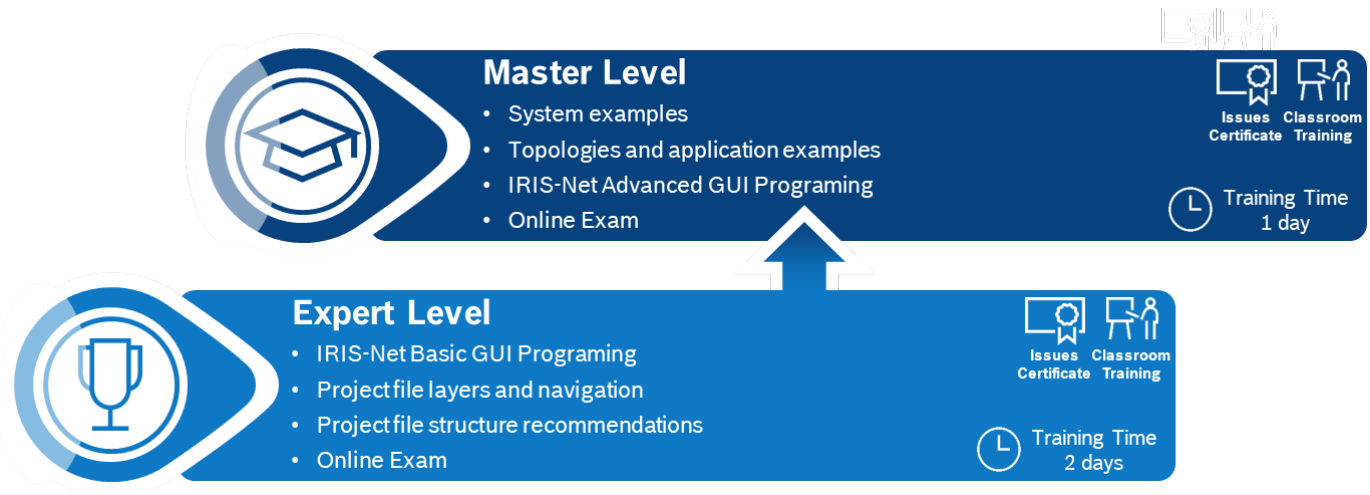 Master Level
• System examples
• Topologies and application examples
• IRIS-Net Advanced GUI Programing
• Online Exam
Issues
Certificate
Classroom
Training
Training Time
1 day
Expert Level
• IRIS-Net Basic GUI Programing
• Project file layers and navigation
• Project file structure recommendations
• Online Exam
Issues
Certificate
Classroom
Training
Training Time
2 days